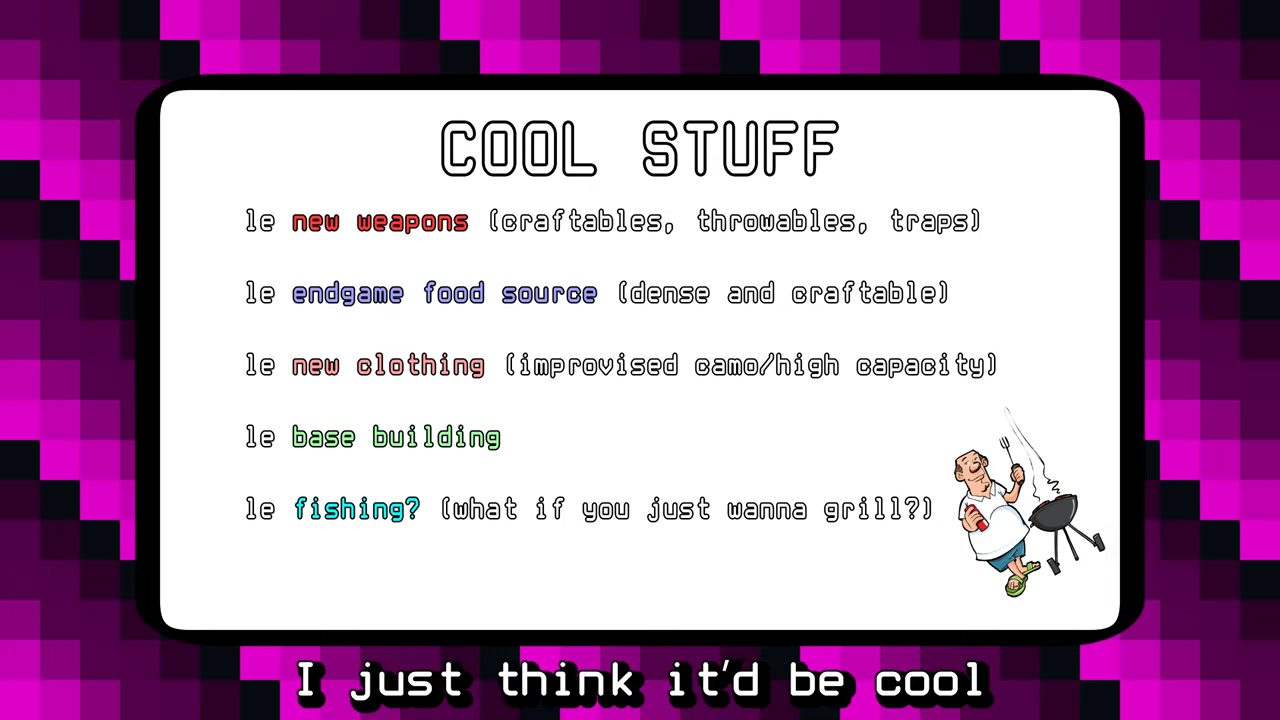 COOL STUFF
le new weapons (craftables, throwables, traps)
le endgame food source (dense and craftable)
le new clothing (improvised camo/high capacity)
le base building
le fishing? (what if you just wanna grill?)
I just think it'd be cool